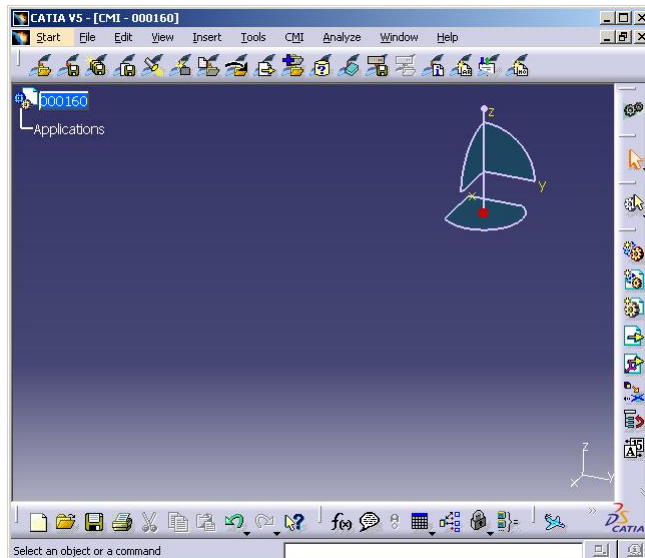 CATIA V5 - [CMI - 000160]
Start File Edit View Insert Tools CMI Analyze Window Help
000160
Applications
z
y
x
z
x
y
f(x)
CATIA
Select an object or a command